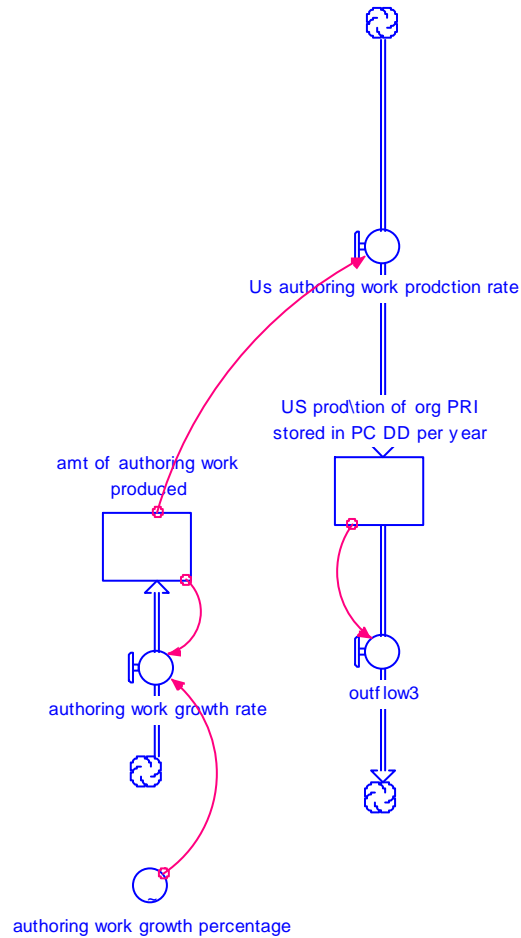 Us authoring work prodction rate
US prod\tion of org PRI
stored in PC DD per year
amt of authoring work
produced
authoring work growth rate
outflow3
~
authoring work growth percentage